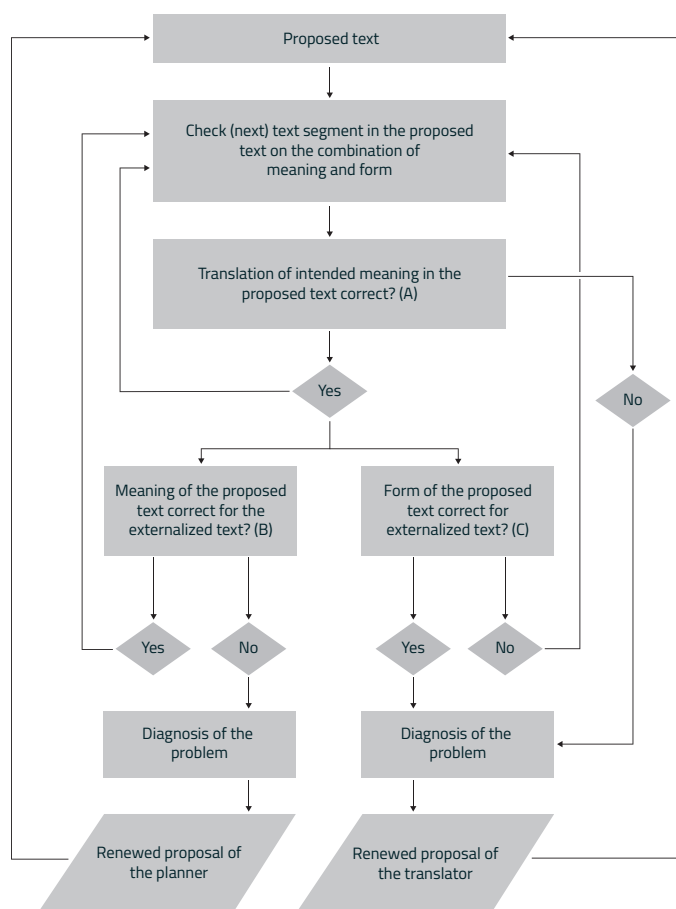 Proposed text
Check (next) text segment in the proposed
text on the combination of
meaning and form
Translation of intended meaning in the
proposed text correct? (A)
Yes
No
Meaning of the proposed
text correct for the
externalized text? (B)
Form of the proposed
text correct for
externalized text? (C)
Yes
No
Yes
No
Diagnosis of the
problem
Diagnosis of the
problem
Renewed proposal of
the planner
Renewed proposal of
the translator